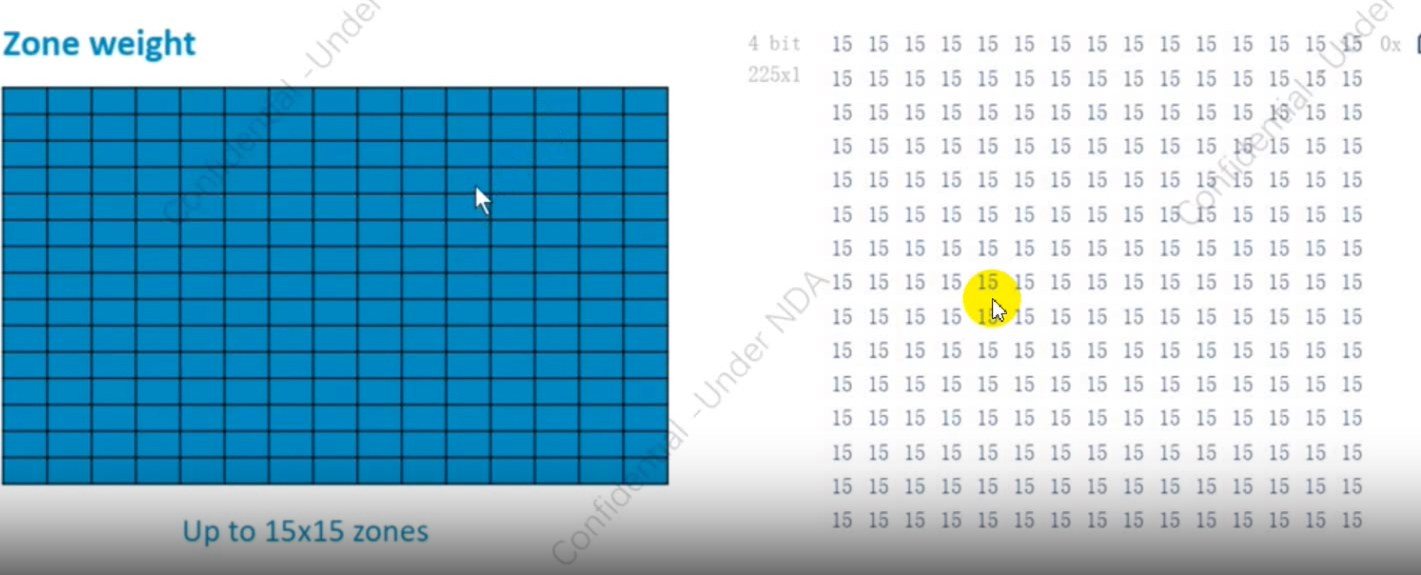 Zone weight
Up to 15x15 zones
4 bit
225x1
15 15 15 15 15 15 15 15 15 15 15 15 15 15 15 0x
15 15 15 15 15 15 15 15 15 15 15 15 15 15 15
15 15 15 15 15 15 15 15 15 15 15 15 15 15 15
15 15 15 15 15 15 15 15 15 15 15 15 15 15 15
15 15 15 15 15 15 15 15 15 15 15 15 15 15 15
15 15 15 15 15 15 15 15 15 15 15 15 15 15 15
15 15 15 15 15 15 15 15 15 15 15 15 15 15 15
15 15 15 15 15 15 15 15 15 15 15 15 15 15 15
15 15 15 15 15 15 15 15 15 15 15 15 15 15 15
15 15 15 15 15 15 15 15 15 15 15 15 15 15 15
15 15 15 15 15 15 15 15 15 15 15 15 15 15 15
15 15 15 15 15 15 15 15 15 15 15 15 15 15 15
15 15 15 15 15 15 15 15 15 15 15 15 15 15 15
15 15 15 15 15 15 15 15 15 15 15 15 15 15 15
15 15 15 15 15 15 15 15 15 15 15 15 15 15 15
Confidential -Under
Confidential -Under NDA
Confidential -Under